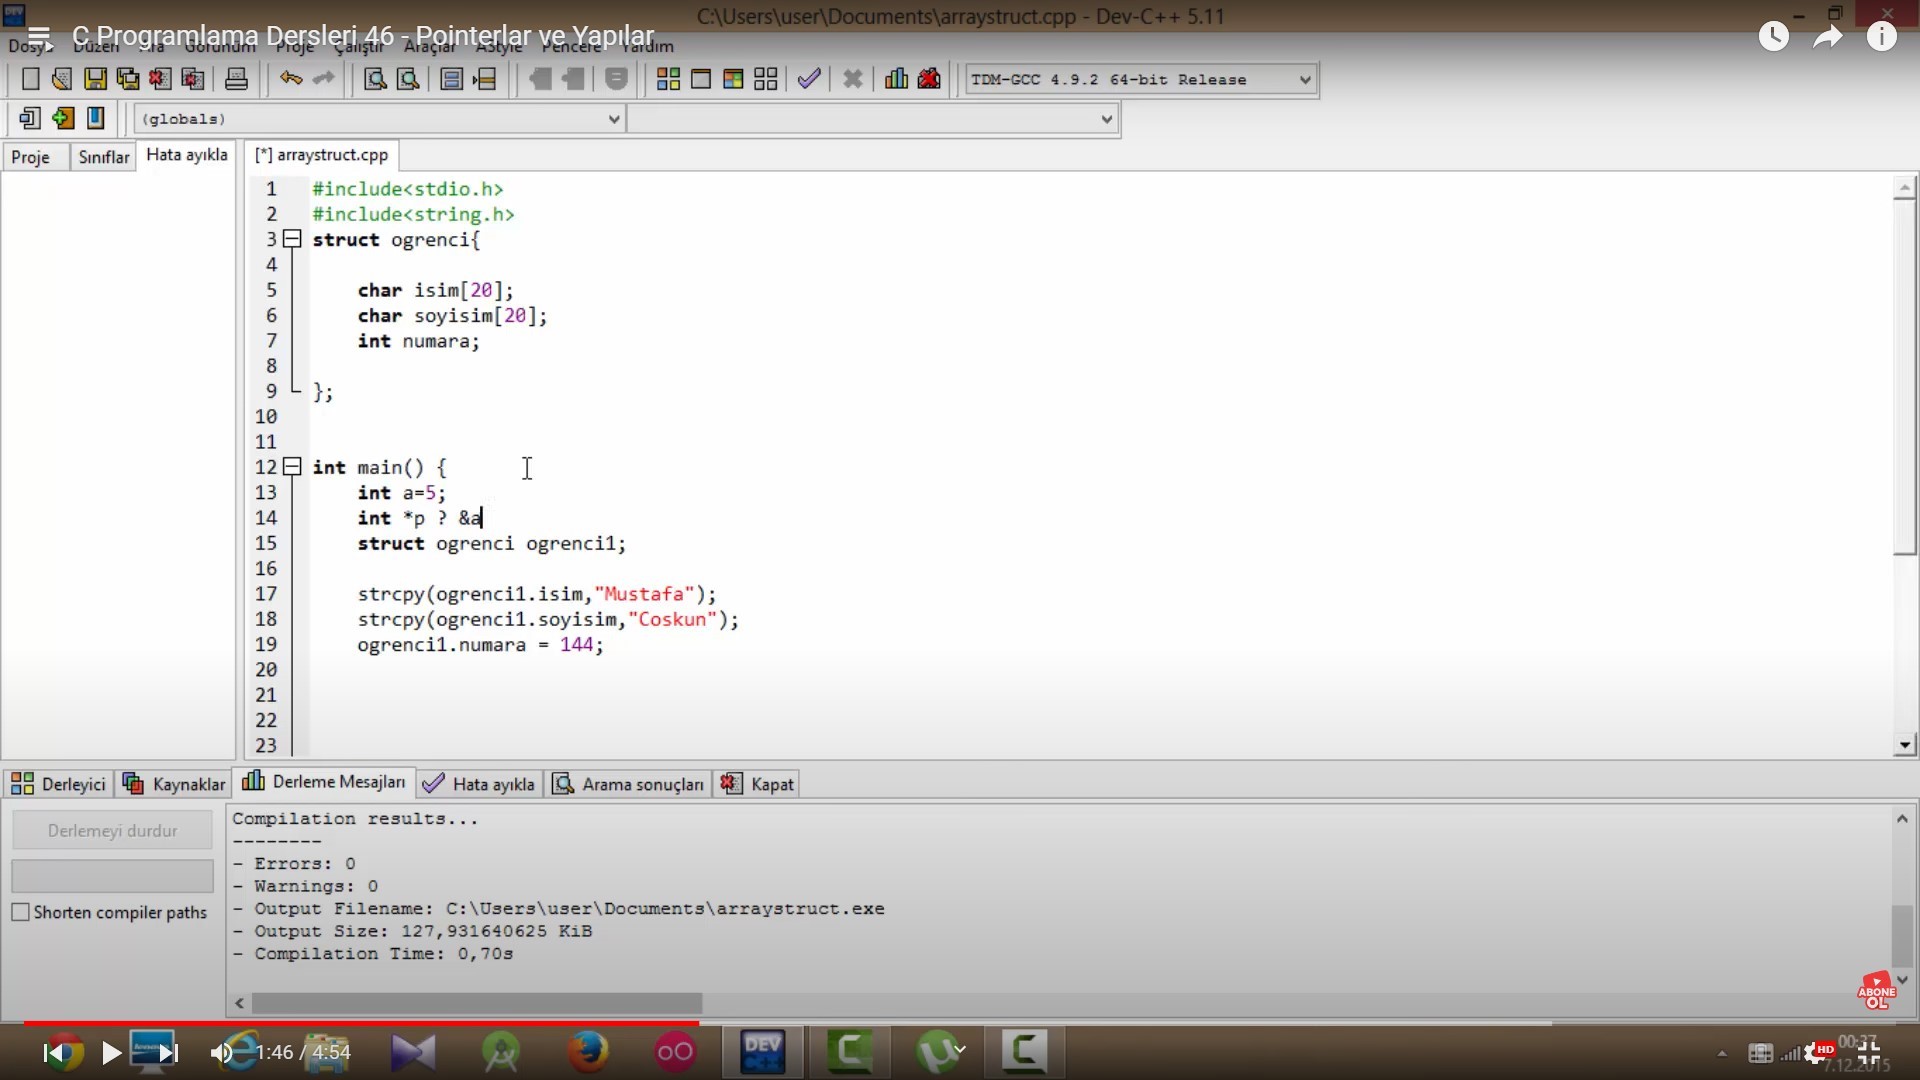 C:\Users\user\Documents\arraystruct.cpp - Dev-C++ 5.11
C Programlama Dersleri 46 - Pointerlar ve Yapılar
Dosya Düzen Ara Görünüm Proje Çalıştır Araçlar AStyle Pencere Yardım
TDM-GCC 4.9.2 64-bit Release
(globals)
Proje Sınıflar Hata ayıkla [*] arraystruct.cpp
1 #include<stdio.h>
2 #include<string.h>
3 struct ogrenci{
4
5 char isim[20];
6 char soyisim[20];
7 int numara;
8
9 };
10
11
12 int main() {
13 int a=5;
14 int *p ? &a
15 struct ogrenci ogrenci1;
16
17 strcpy(ogrenci1.isim,"Mustafa");
18 strcpy(ogrenci1.soyisim,"Coskun");
19 ogrenci1.numara = 144;
20
21
22
23
Derleyici Kaynaklar Derleme Mesajları Hata ayıkla Arama sonuçları Kapat
Derlemeyi durdur
Shorten compiler paths
Compilation results...
--------
- Errors: 0
- Warnings: 0
- Output Filename: C:\Users\user\Documents\arraystruct.exe
- Output Size: 127,931640625 KiB
- Compilation Time: 0,70s
ABONE
OL
1:46 / 4:54
DEV
HD
00:37
7.12.2015